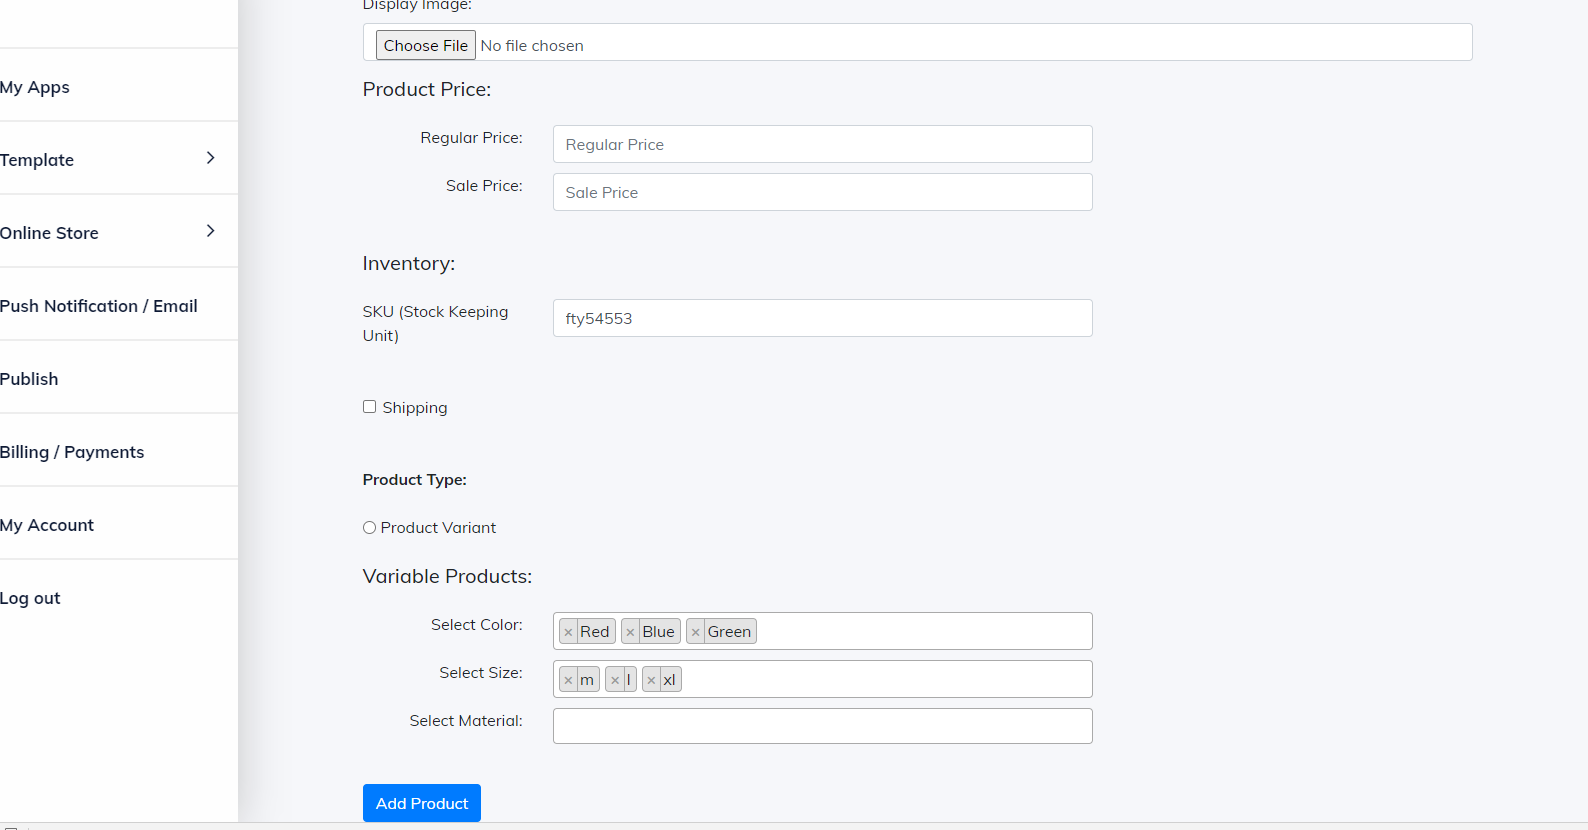 Display Image:
Choose File No file chosen
My Apps
Template
Online Store
Push Notification / Email
Publish
Billing / Payments
My Account
Log out
Product Price:
Regular Price: Regular Price
Sale Price: Sale Price
Inventory:
SKU (Stock Keeping
Unit)
fty54553
Shipping
Product Type:
Product Variant
Variable Products:
Select Color: × Red × Blue × Green
Select Size: × m × l × xl
Select Material:
Add Product